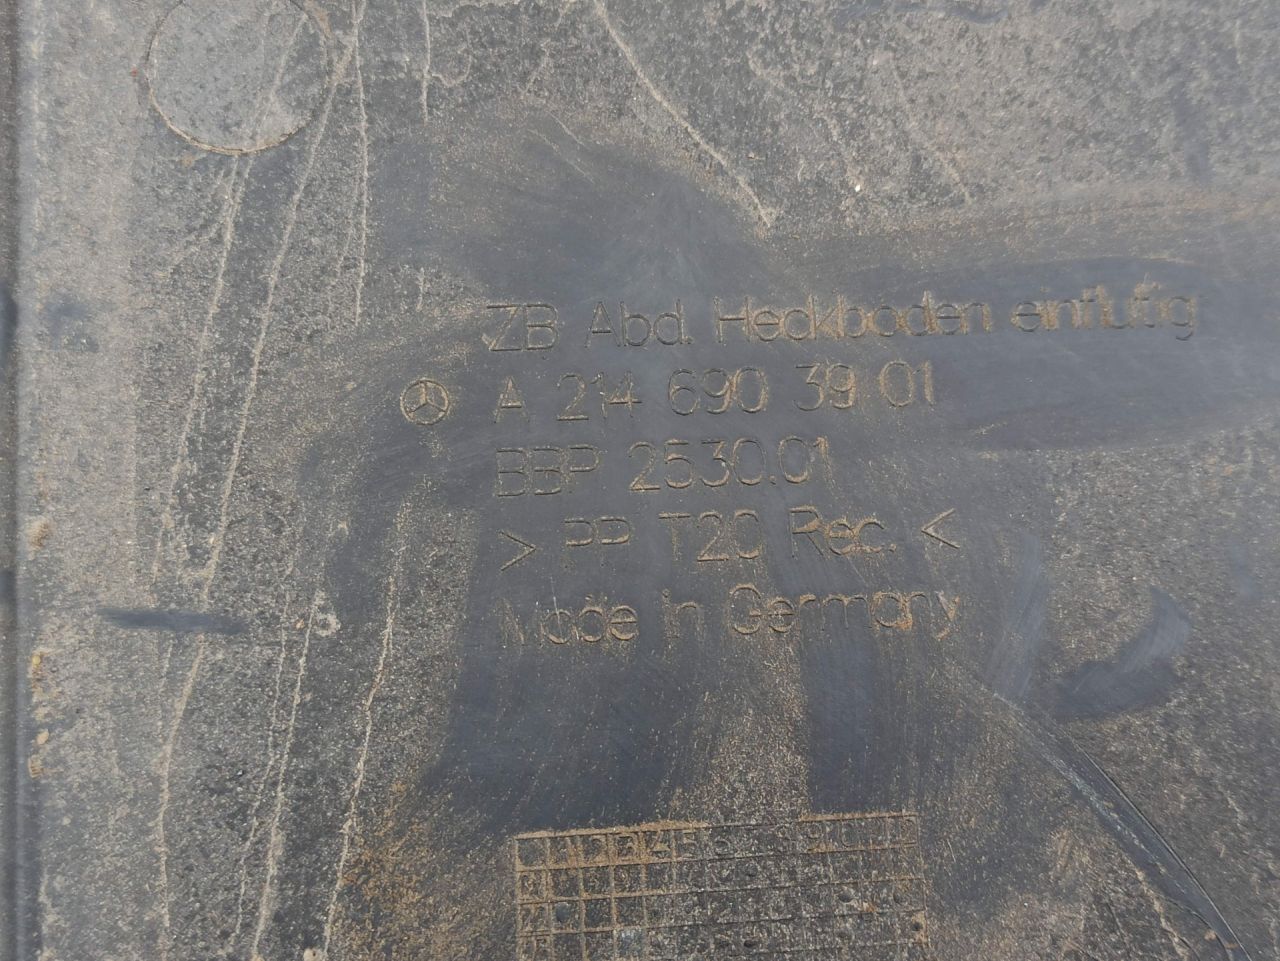 ZB Abd. Heckboden einflutig
A 214 690 39 01
BBP 2530.01
> PP T20 Rec. <
Made in Germany